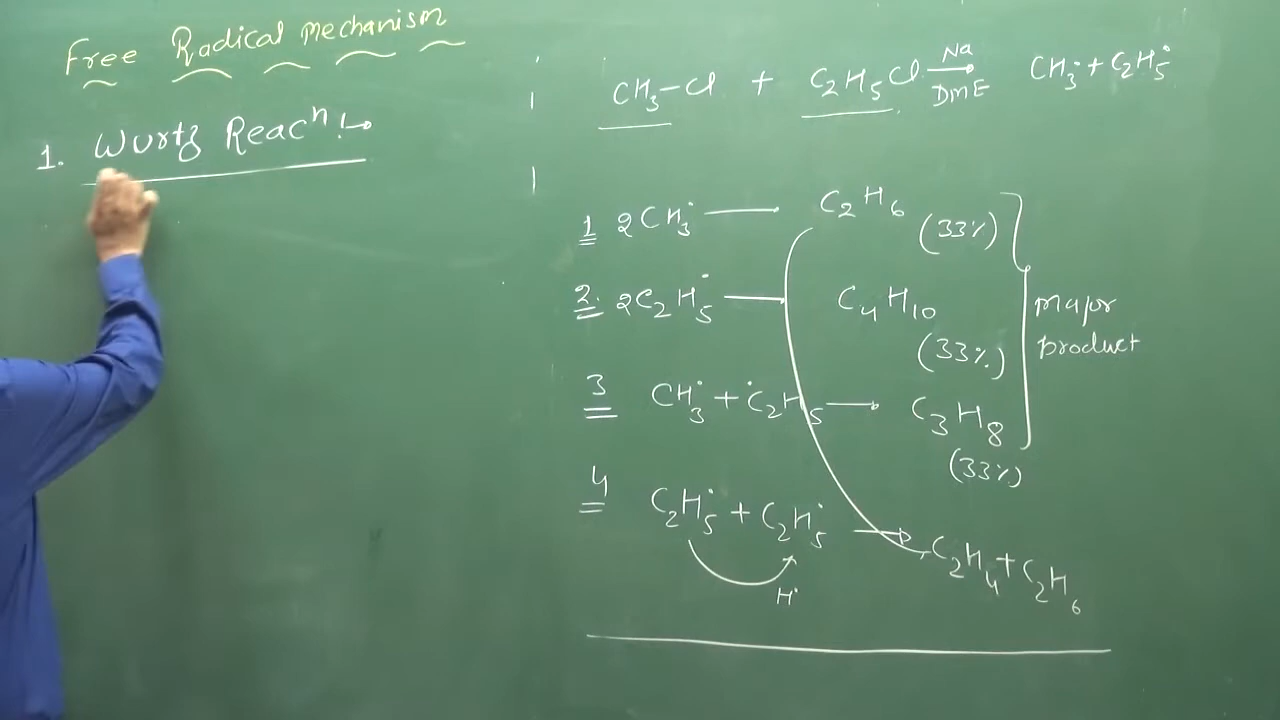 Free Radical mechanism
1. Wurtz Reacⁿ :→
CH₃–Cl + C₂H₅Cl —Na/DME→ CH₃• + C₂H₅•
1 2CH₃• —— C₂H₆ (33%)
2. 2C₂H₅• —— C₄H₁₀ (33%)
major product
3 CH₃• + •C₂H₅ → C₃H₈ (33%)
4 C₂H₅• + C₂H₅• → C₂H₄ + C₂H₆
H•